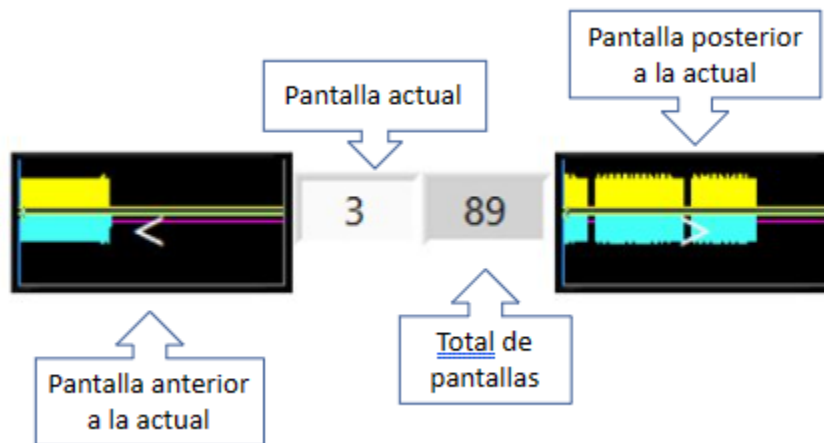 Pantalla posterior
a la actual
Pantalla actual
<
3
89
>
Total de
pantallas
Pantalla anterior
a la actual